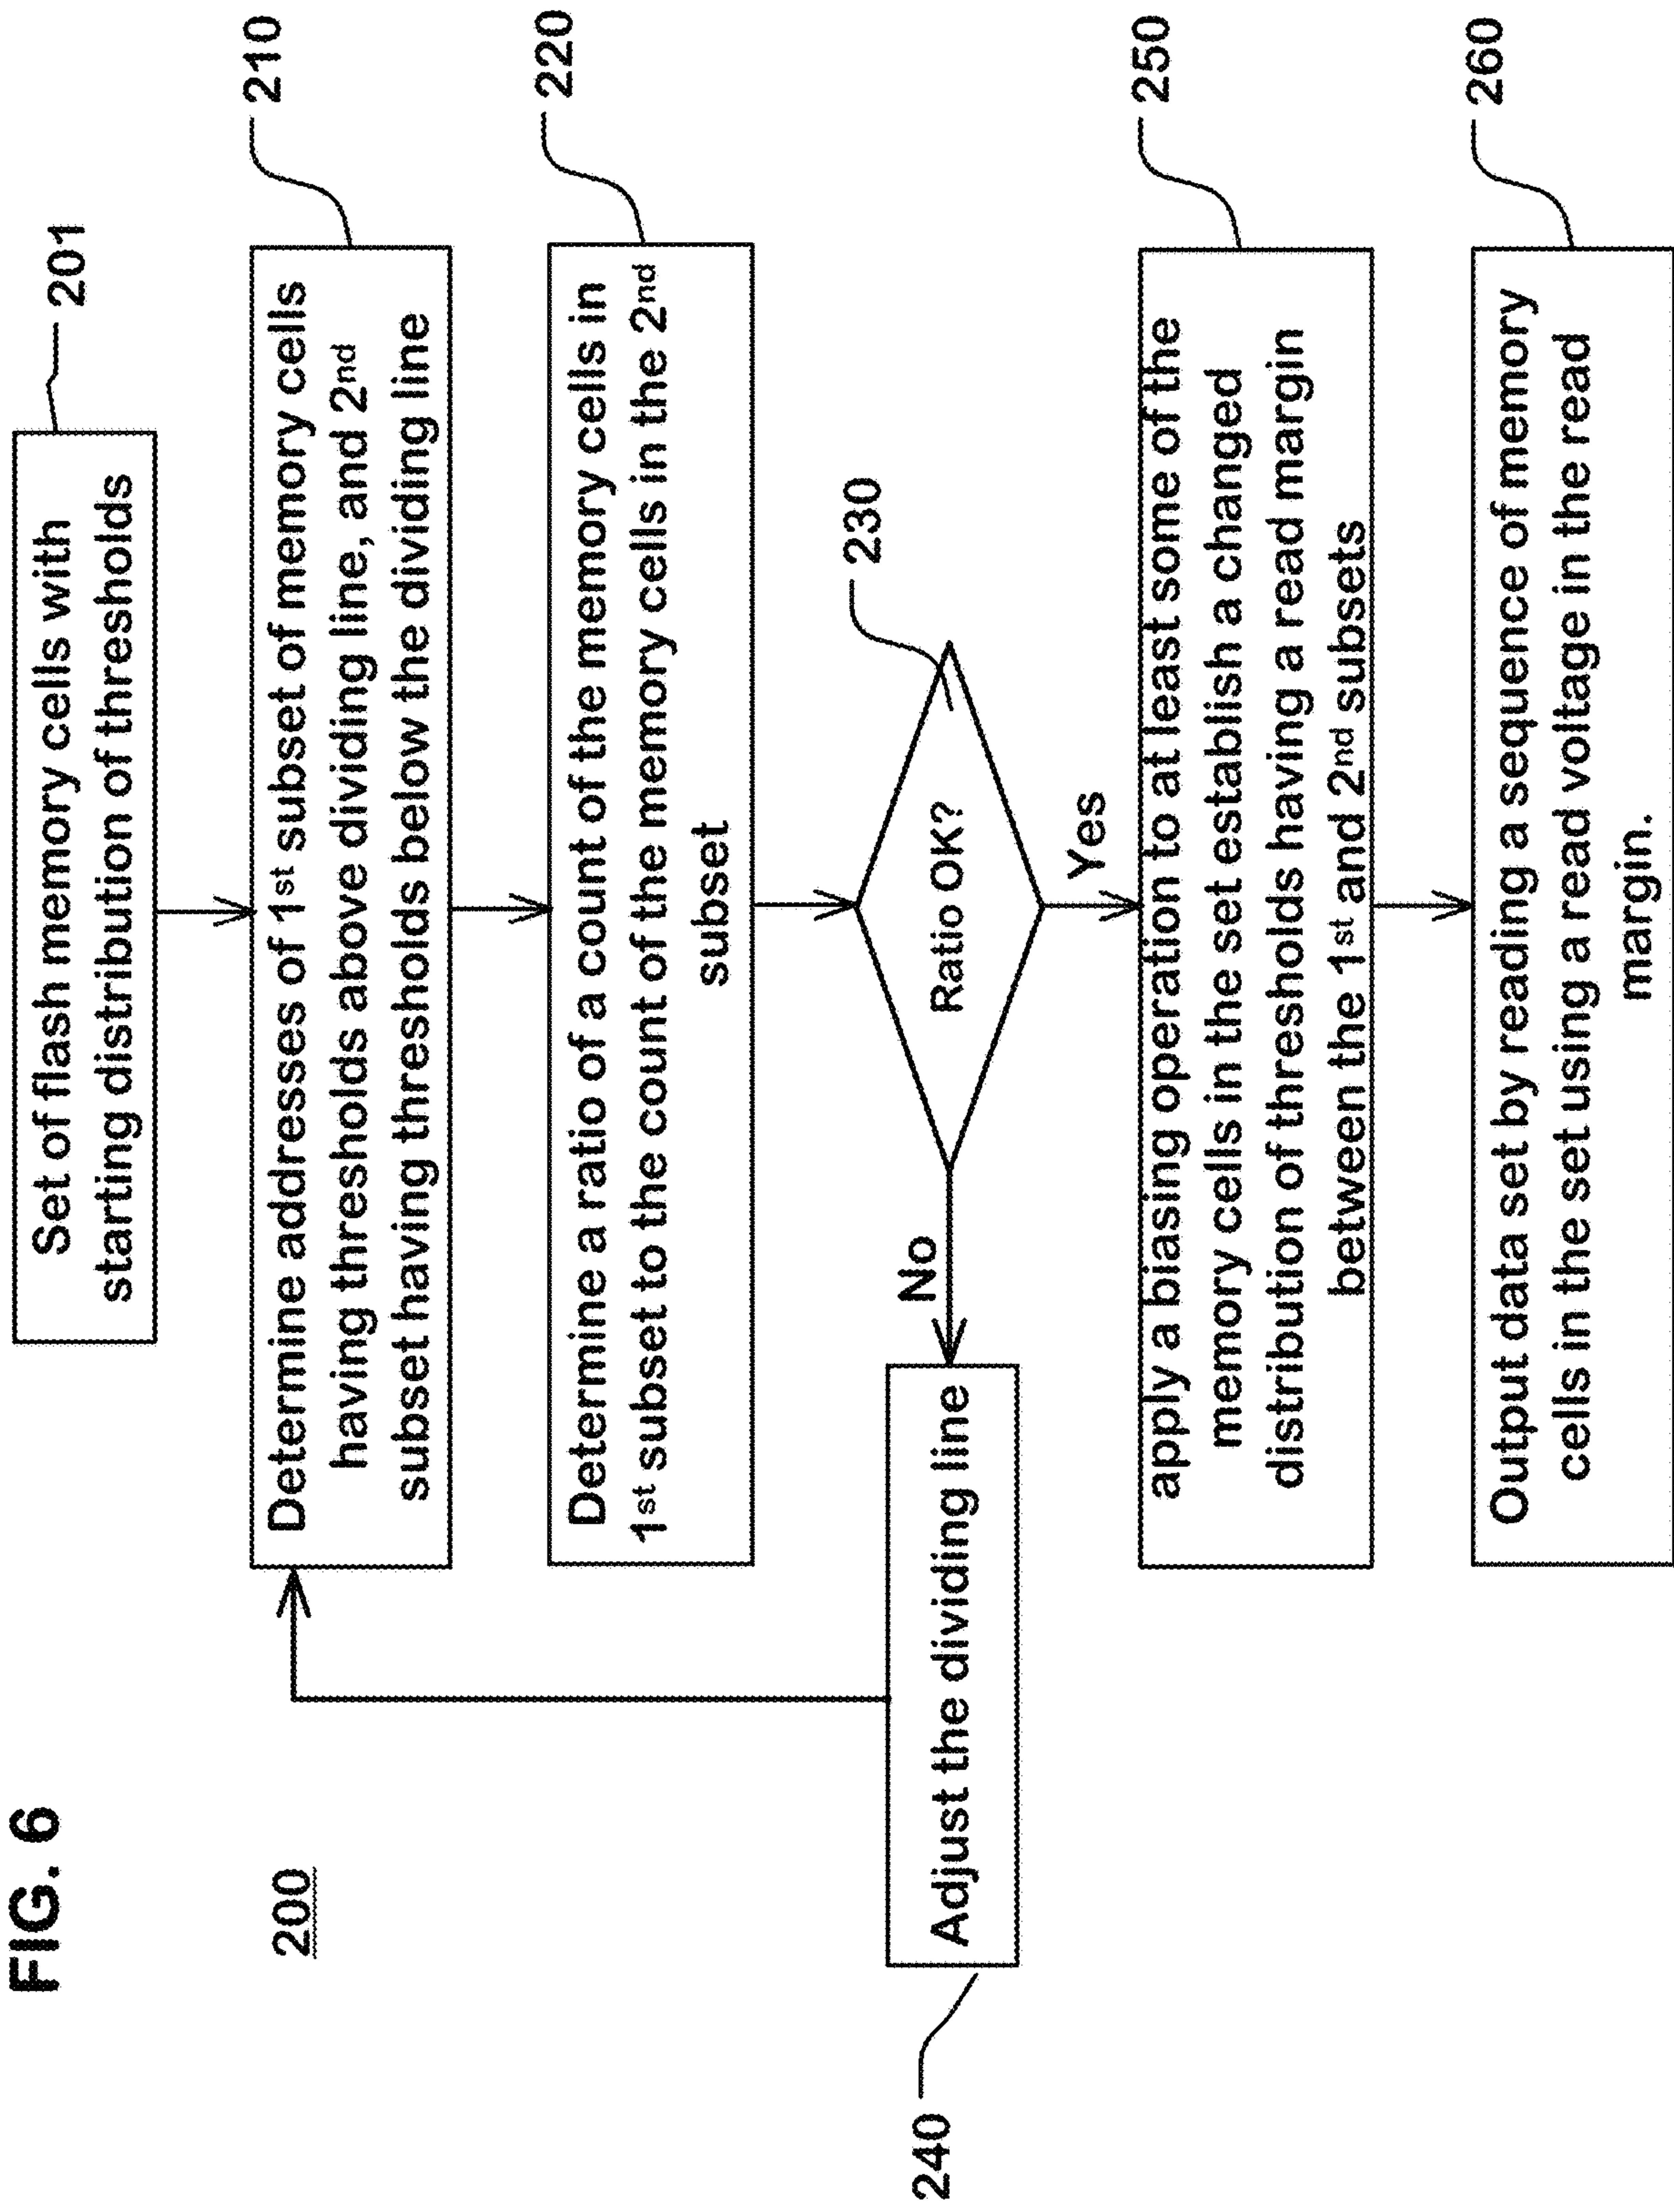 FIG. 6
200
Set of flash memory cells with
starting distribution of thresholds
201
Determine addresses of 1st subset of memory cells
having thresholds above dividing line, and 2nd
subset having thresholds below the dividing line
210
Determine a ratio of a count of the memory cells in
1st subset to the count of the memory cells in the 2nd
subset
220
Ratio OK?
230
No
Yes
Adjust the dividing line
240
apply a biasing operation to at least some of the
memory cells in the set establish a changed
distribution of thresholds having a read margin
between the 1st and 2nd subsets
250
Output data set by reading a sequence of memory
cells in the set using a read voltage in the read
margin.
260